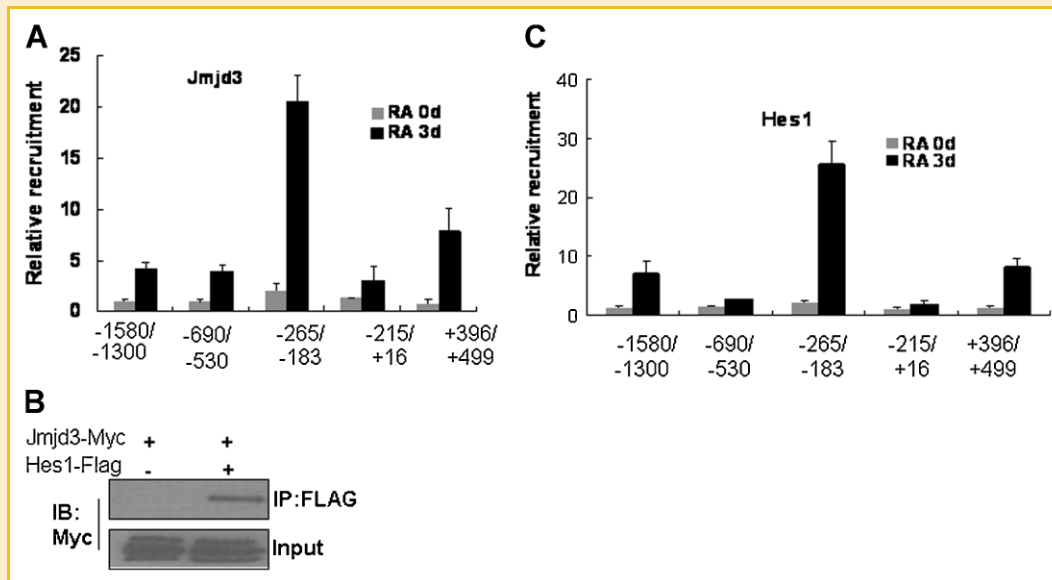 A
Jmjd3
RA 0d
RA 3d
Relative recruitment
25
20
15
10
5
0
-1580/ -690/ -265/ -215/ +396/
-1300 -530 -183 +16 +499
B
Jmjd3-Myc + +
Hes1-Flag - +
IB:
Myc
IP:FLAG
Input
C
Hes1
RA 0d
RA 3d
Relative recruitment
40
30
20
10
0
-1580/ -690/ -265/ -215/ +396/
-1300 -530 -183 +16 +499